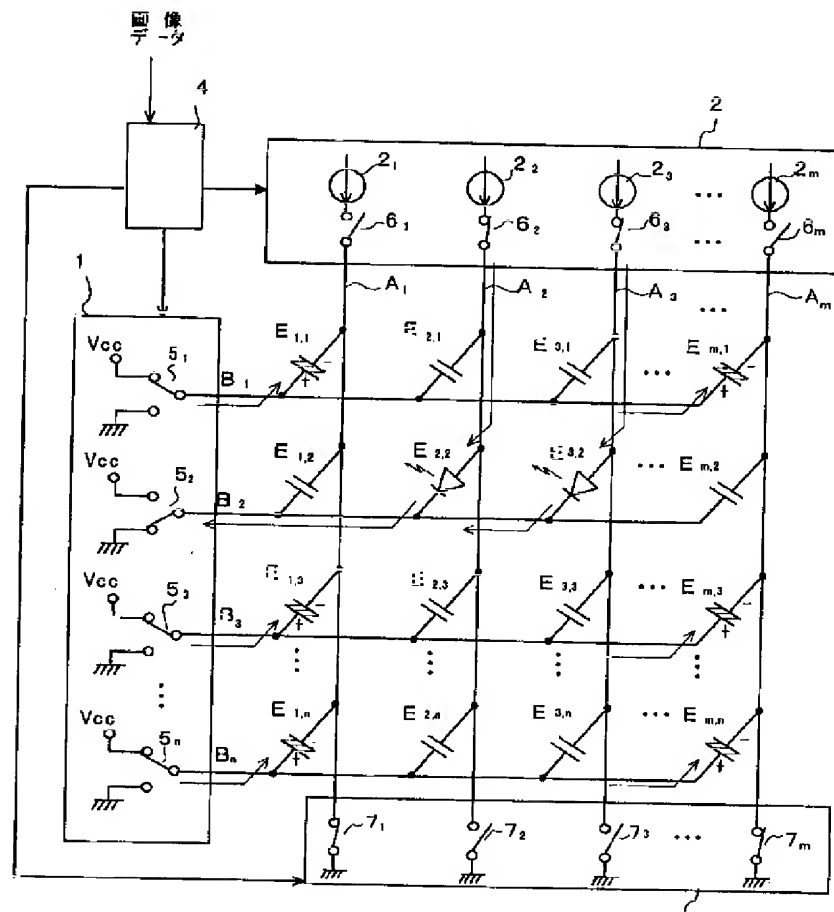 画像
データ
4
2
2₁ 2₂ 2₃ ... 2m
6₁ 6₂ 6₃ ... 6m
A₁ A₂ A₃ ... Am
1
Vcc 5₁ B₁ E₁,₁ E₂,₁ E₃,₁ ... Em,₁
+ - + -
Vcc 5₂ B₂ E₁,₂ E₂,₂ E₃,₂ ... Em,₂
Vcc 5₃ B₃ E₁,₃ E₂,₃ E₃,₃ ... Em,₃
+ - + -
Vcc 5n Bn E₁,n E₂,n E₃,n ... Em,n
+ - + -
7₁ 7₂ 7₃ ... 7m